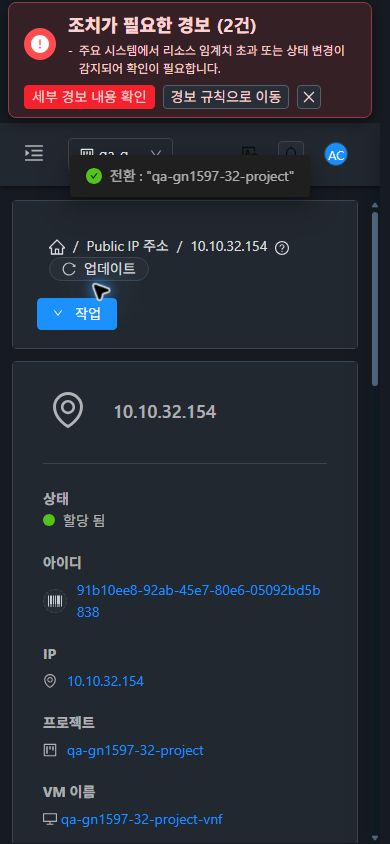 조치가 필요한 경보 (2건)
- 주요 시스템에서 리소스 임계치 초과 또는 상태 변경이
감지되어 확인이 필요합니다.
세부 경보 내용 확인 경보 규칙으로 이동
AC
전환 : "qa-gn1597-32-project"
/ Public IP 주소 / 10.10.32.154
업데이트
작업
10.10.32.154
상태
할당 됨
아이디
91b10ee8-92ab-45e7-80e6-05092bd5b
838
IP
10.10.32.154
프로젝트
qa-gn1597-32-project
VM 이름
qa-gn1597-32-project-vnf